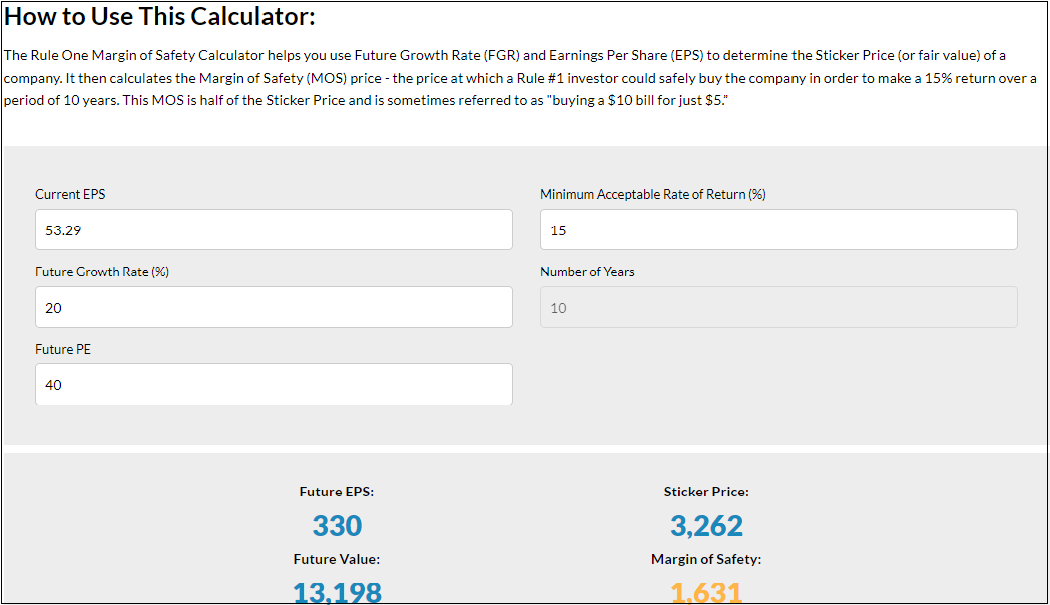 How to Use This Calculator:
The Rule One Margin of Safety Calculator helps you use Future Growth Rate (FGR) and Earnings Per Share (EPS) to determine the Sticker Price (or fair value) of a
company. It then calculates the Margin of Safety (MOS) price - the price at which a Rule #1 investor could safely buy the company in order to make a 15% return over a
period of 10 years. This MOS is half of the Sticker Price and is sometimes referred to as "buying a $10 bill for just $5."
Current EPS
Minimum Acceptable Rate of Return (%)
53.29
15
Future Growth Rate (%)
Number of Years
20
10
Future PE
40
Future EPS:
Sticker Price:
330
3,262
Future Value:
Margin of Safety:
13,198
1,631